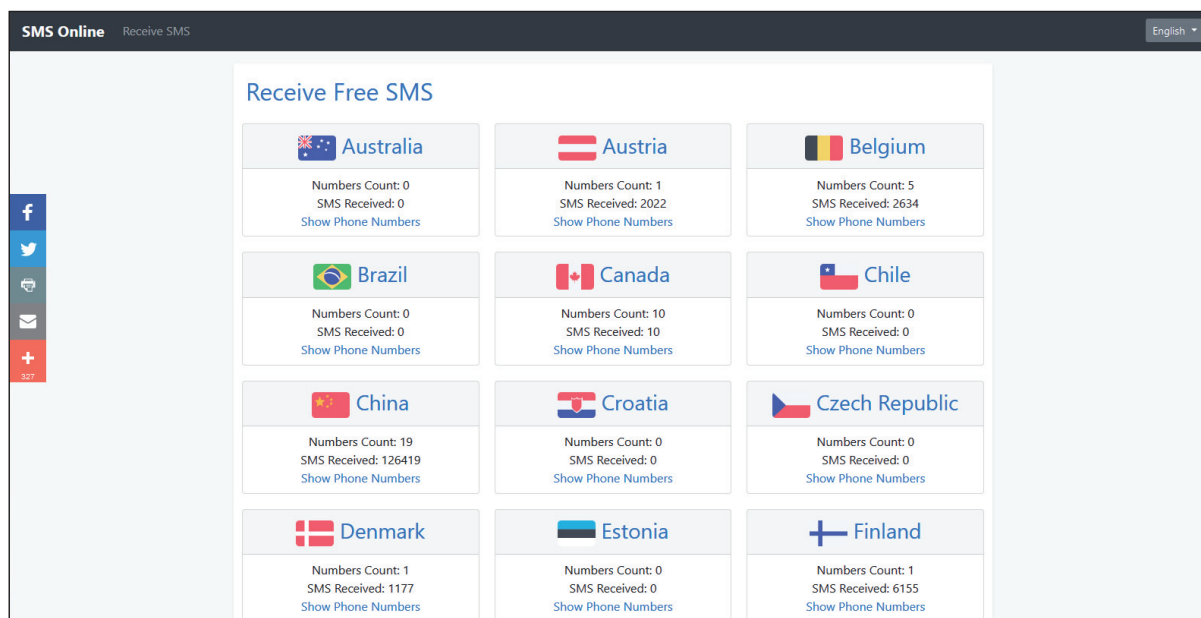 SMS Online Receive SMS English
Receive Free SMS
Australia
Numbers Count: 0
SMS Received: 0
Show Phone Numbers
Austria
Numbers Count: 1
SMS Received: 2022
Show Phone Numbers
Belgium
Numbers Count: 5
SMS Received: 2634
Show Phone Numbers
Brazil
Numbers Count: 0
SMS Received: 0
Show Phone Numbers
Canada
Numbers Count: 10
SMS Received: 10
Show Phone Numbers
Chile
Numbers Count: 0
SMS Received: 0
Show Phone Numbers
China
Numbers Count: 19
SMS Received: 126419
Show Phone Numbers
Croatia
Numbers Count: 0
SMS Received: 0
Show Phone Numbers
Czech Republic
Numbers Count: 0
SMS Received: 0
Show Phone Numbers
Denmark
Numbers Count: 1
SMS Received: 1177
Show Phone Numbers
Estonia
Numbers Count: 0
SMS Received: 0
Show Phone Numbers
Finland
Numbers Count: 1
SMS Received: 6155
Show Phone Numbers
327